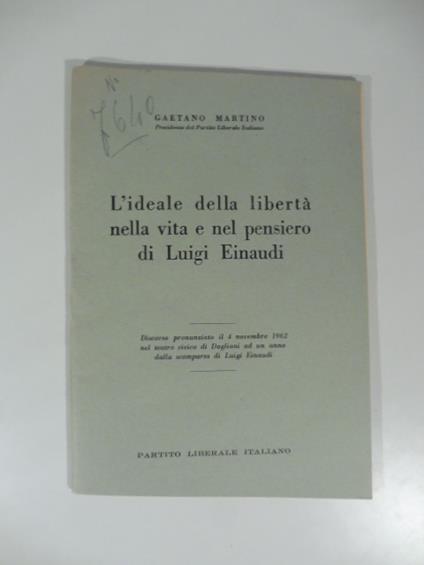 N°
7640
GAETANO MARTINO
Presidente del Partito Liberale Italiano
L'ideale della libertà
nella vita e nel pensiero
di Luigi Einaudi
Discorso pronunziato il 4 novembre 1962
nel teatro civico di Dogliani ad un anno
dalla scomparsa di Luigi Einaudi
PARTITO LIBERALE ITALIANO